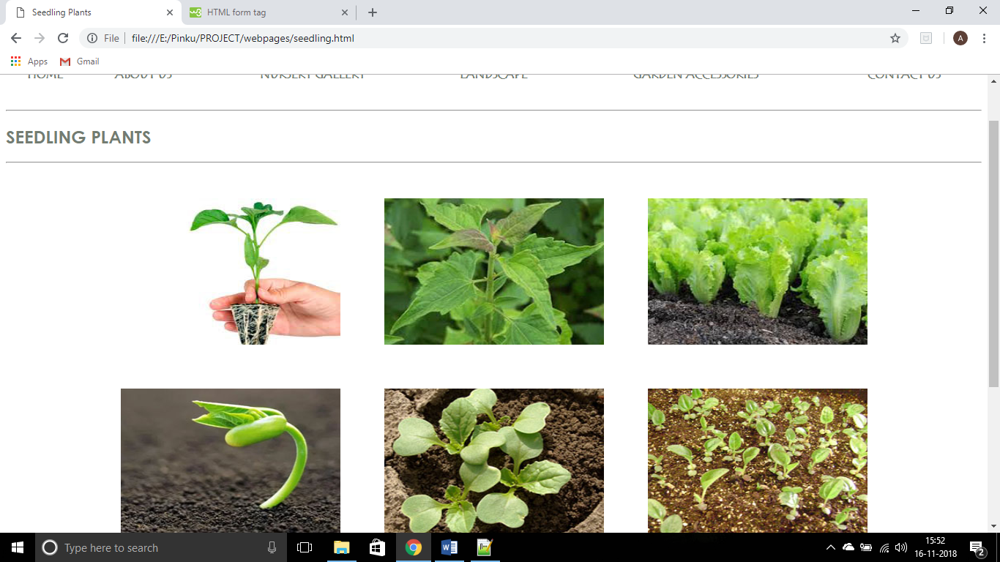 Seedling Plants
HTML form tag
File file:///E:/Pinku/PROJECT/webpages/seedling.html
Apps Gmail
HOME ABOUT US NURSERY GALLERY LANDSCAPE GARDEN ACCESSORIES CONTACT US
SEEDLING PLANTS
Type here to search
15:52
16-11-2018